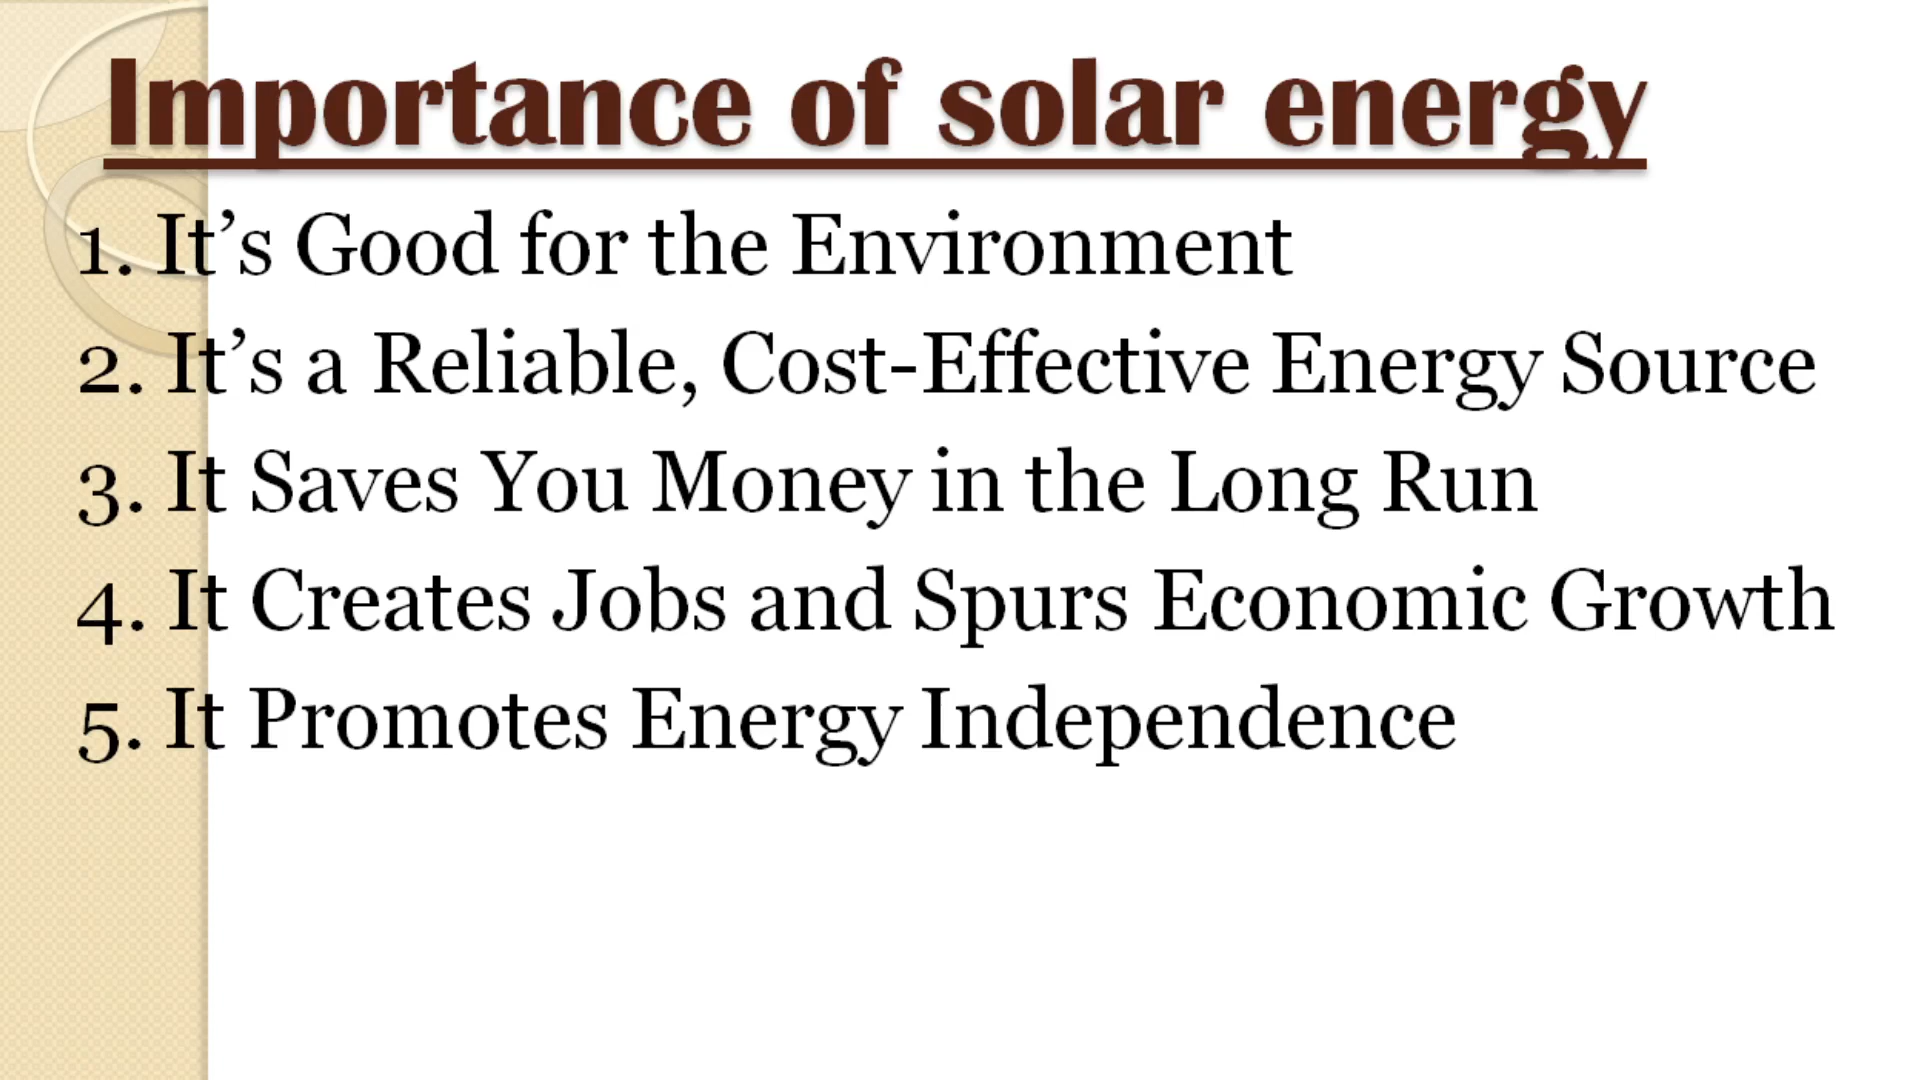 Importance of solar energy
1. It’s Good for the Environment
2. It’s a Reliable, Cost-Effective Energy Source
3. It Saves You Money in the Long Run
4. It Creates Jobs and Spurs Economic Growth
5. It Promotes Energy Independence